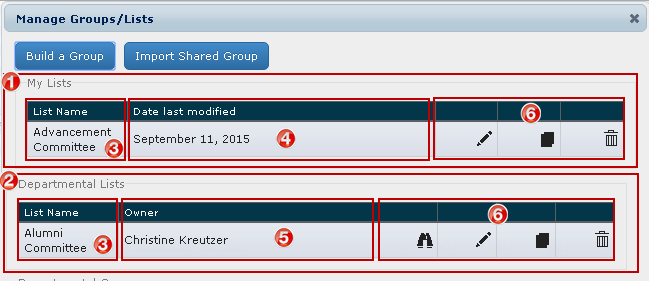 Manage Groups/Lists
Build a Group Import Shared Group
1 My Lists
List Name Date last modified 6
Advancement
Committee 3 September 11, 2015 4
2 Departmental Lists
List Name Owner 6
Alumni
Committee 3 Christine Kreutzer 5